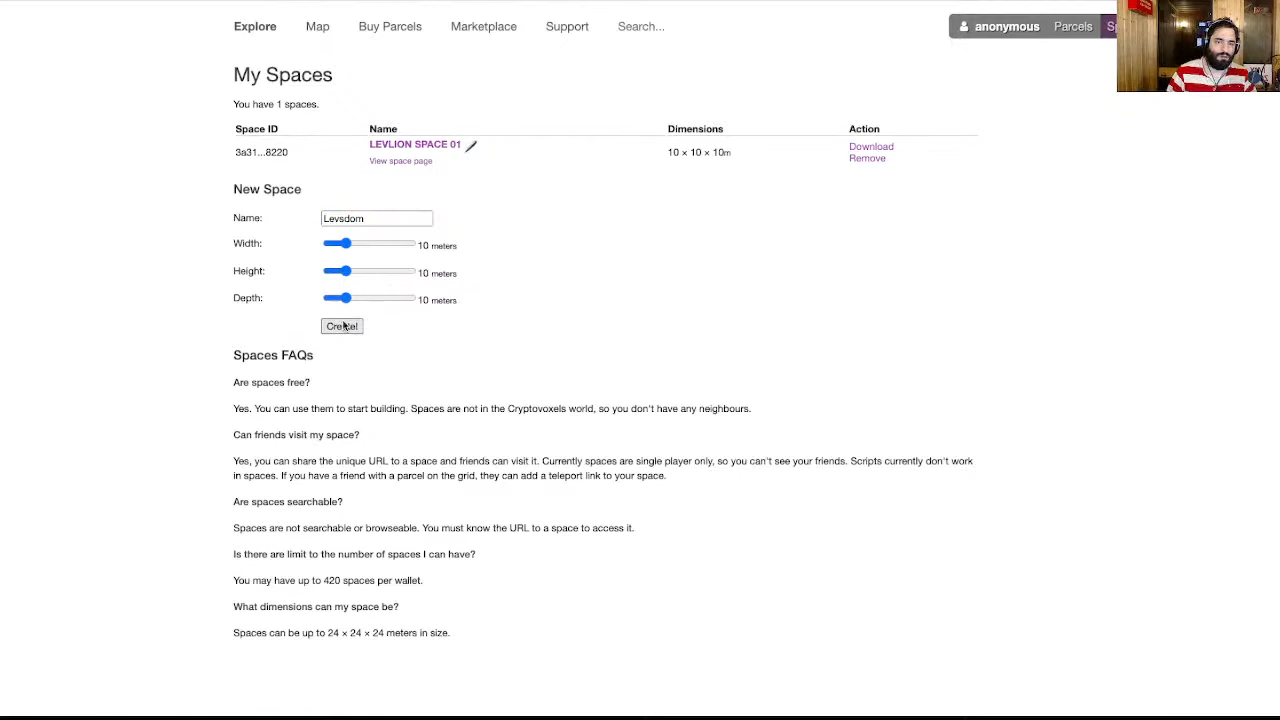 Explore Map Buy Parcels Marketplace Support Search... anonymous Parcels
My Spaces
You have 1 spaces.
Space ID Name Dimensions Action
3a31...8220 LEVLION SPACE 01 10 × 10 × 10m Download
View space page Remove
New Space
Name: Levsdom
Width: 10 meters
Height: 10 meters
Depth: 10 meters
Create!
Spaces FAQs
Are spaces free?
Yes. You can use them to start building. Spaces are not in the Cryptovoxels world, so you don't have any neighbours.
Can friends visit my space?
Yes, you can share the unique URL to a space and friends can visit it. Currently spaces are single player only, so you can't see your friends. Scripts currently don't work
in spaces. If you have a friend with a parcel on the grid, they can add a teleport link to your space.
Are spaces searchable?
Spaces are not searchable or browseable. You must know the URL to a space to access it.
Is there are limit to the number of spaces I can have?
You may have up to 420 spaces per wallet.
What dimensions can my space be?
Spaces can be up to 24 × 24 × 24 meters in size.